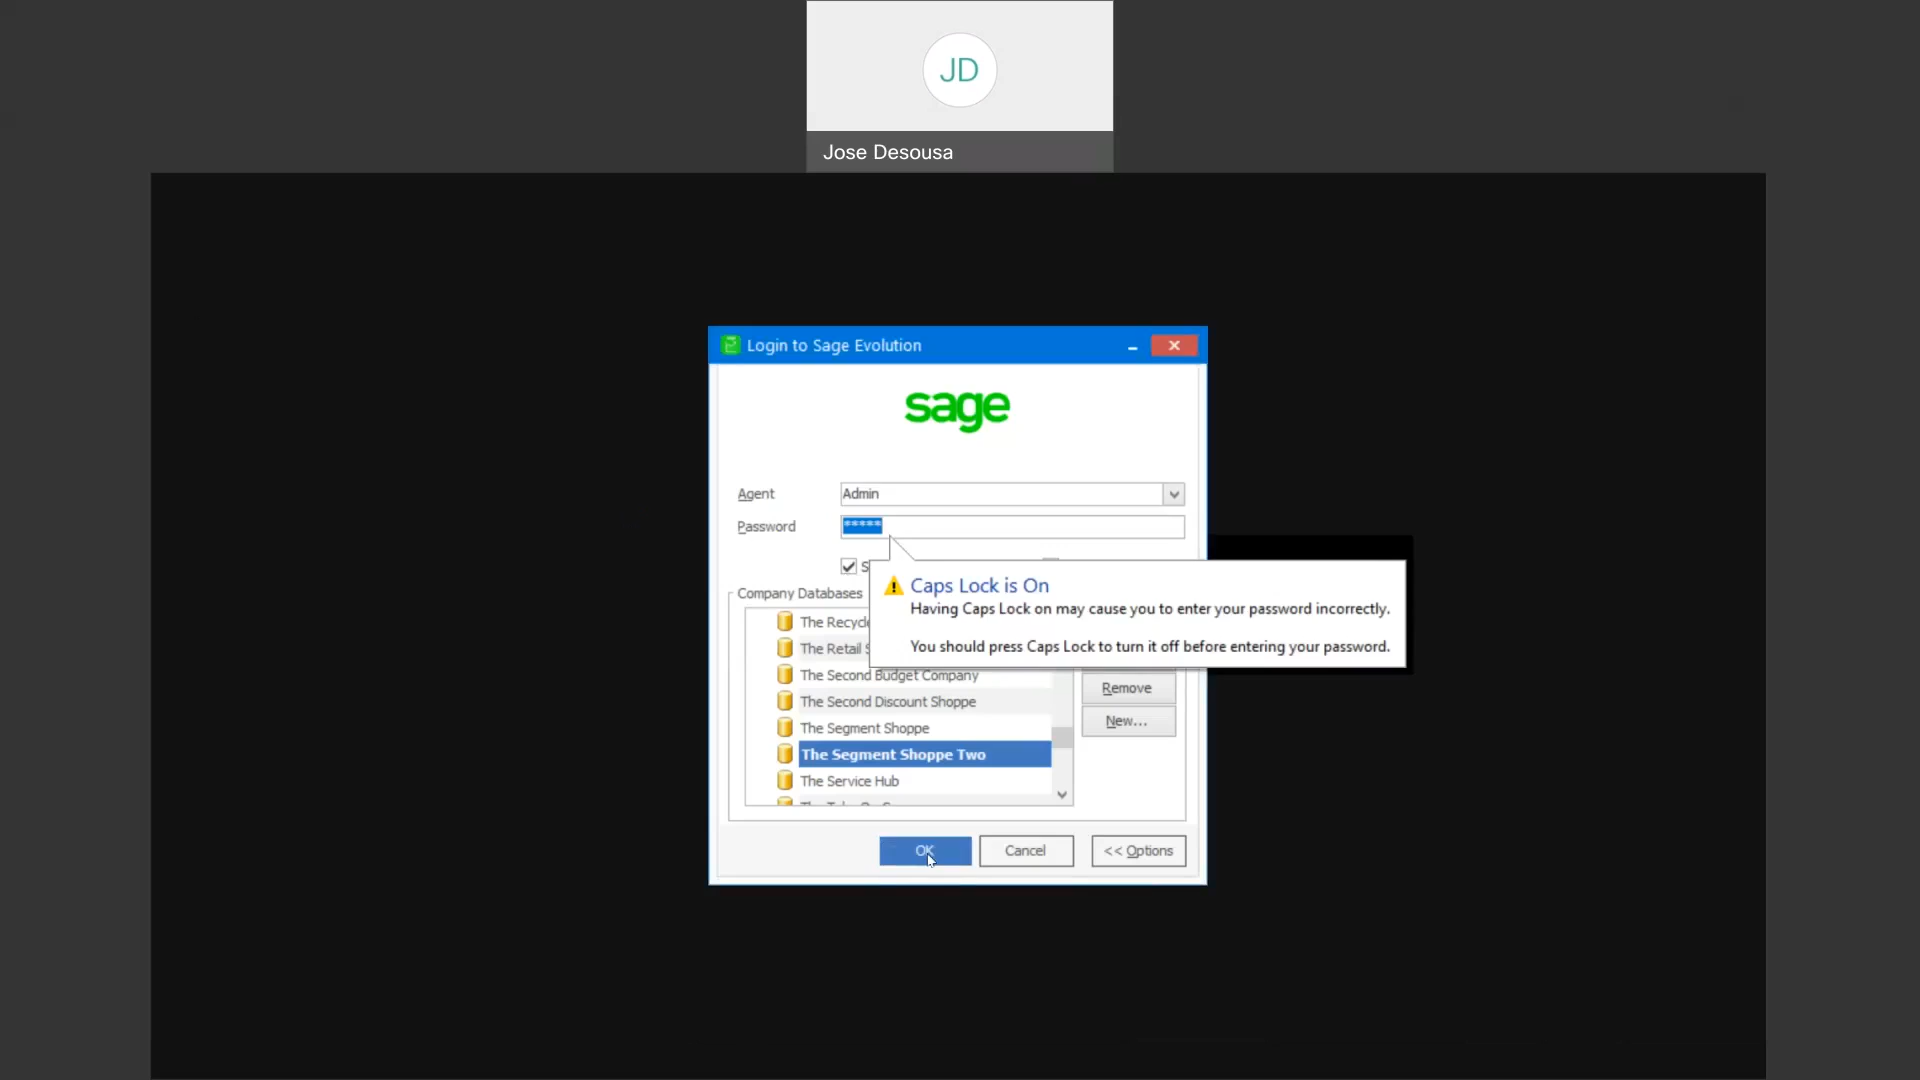 JD
Jose Desousa
Login to Sage Evolution
sage
Agent
Admin
Password
*****
Caps Lock is On
Having Caps Lock on may cause you to enter your password incorrectly.
You should press Caps Lock to turn it off before entering your password.
Company Databases
The Recycl
The Retail S
The Second Budget Company
The Second Discount Shoppe
The Segment Shoppe
The Segment Shoppe Two
The Service Hub
Remove
New...
OK
Cancel
<< Options